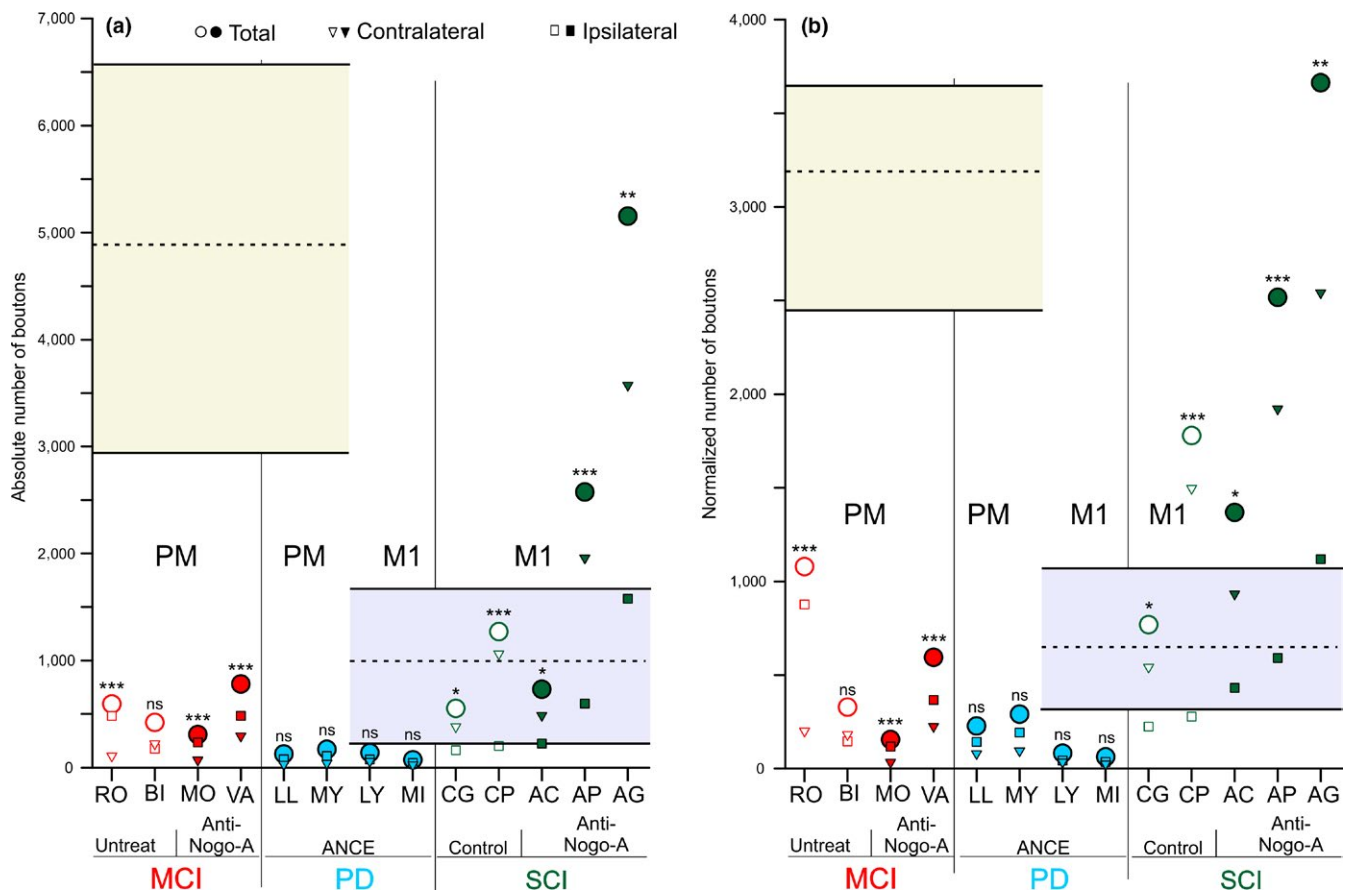 (a)
Total
Contralateral
Ipsilateral
Absolute number of boutons
7,000
6,000
5,000
4,000
3,000
2,000
1,000
0
PM
PM
M1
M1
***
ns
***
***
ns
ns
ns
ns
*
***
*
***
**
RO BI MO VA LL MY LY MI CG CP AC AP AG
Untreat
Anti-
Nogo-A
ANCE
Control
Anti-
Nogo-A
MCI PD SCI
(b)
Normalized number of boutons
4,000
3,000
2,000
1,000
0
PM
PM
M1
M1
***
ns
***
***
ns
ns
ns
ns
*
***
*
***
**
RO BI MO VA LL MY LY MI CG CP AC AP AG
Untreat
Anti-
Nogo-A
ANCE
Control
Anti-
Nogo-A
MCI PD SCI